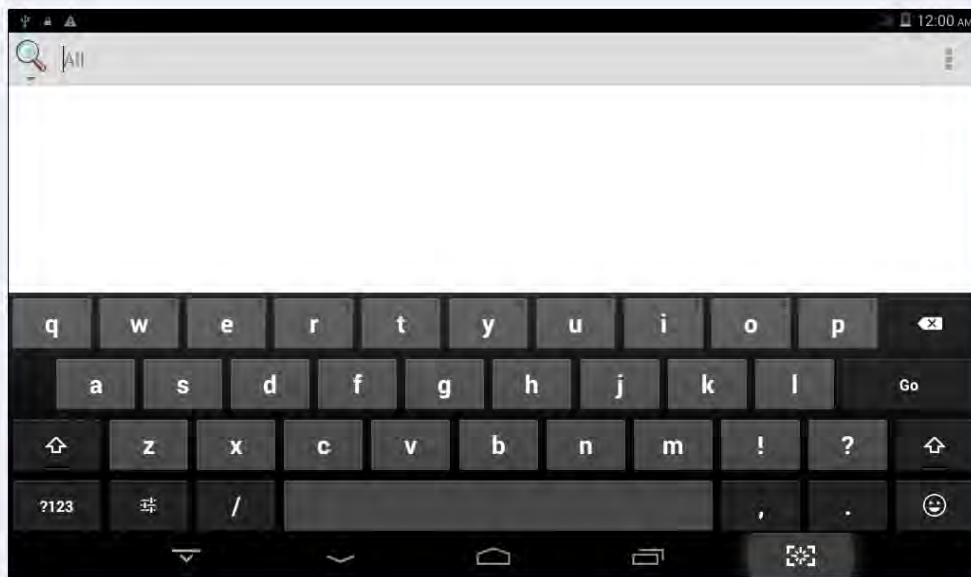 12:00 AM
All
q w e r t y u i o p
a s d f g h j k l Go
z x c v b n m ! ?
?123 / , .